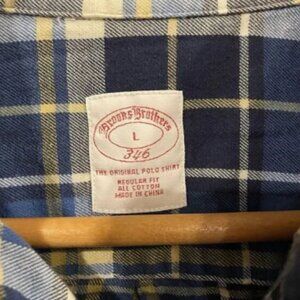 Brooks Brothers
L
346
THE ORIGINAL POLO SHIRT
REGULAR FIT
ALL COTTON
MADE IN CHINA